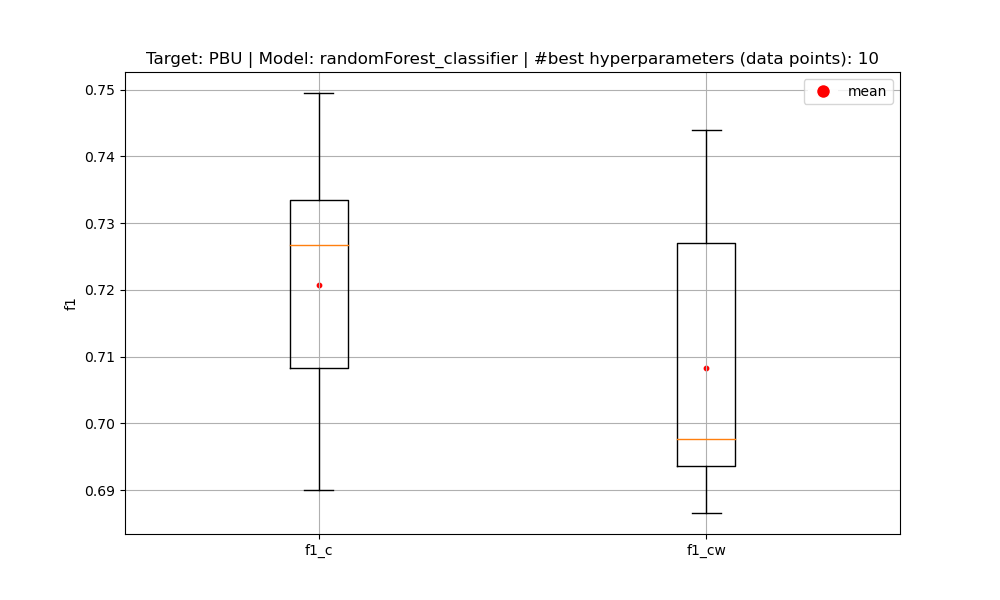 Target: PBU | Model: randomForest_classifier | #best hyperparameters (data points): 10
mean
0.75
0.74
0.73
0.72
0.71
0.70
0.69
f1
f1_c
f1_cw